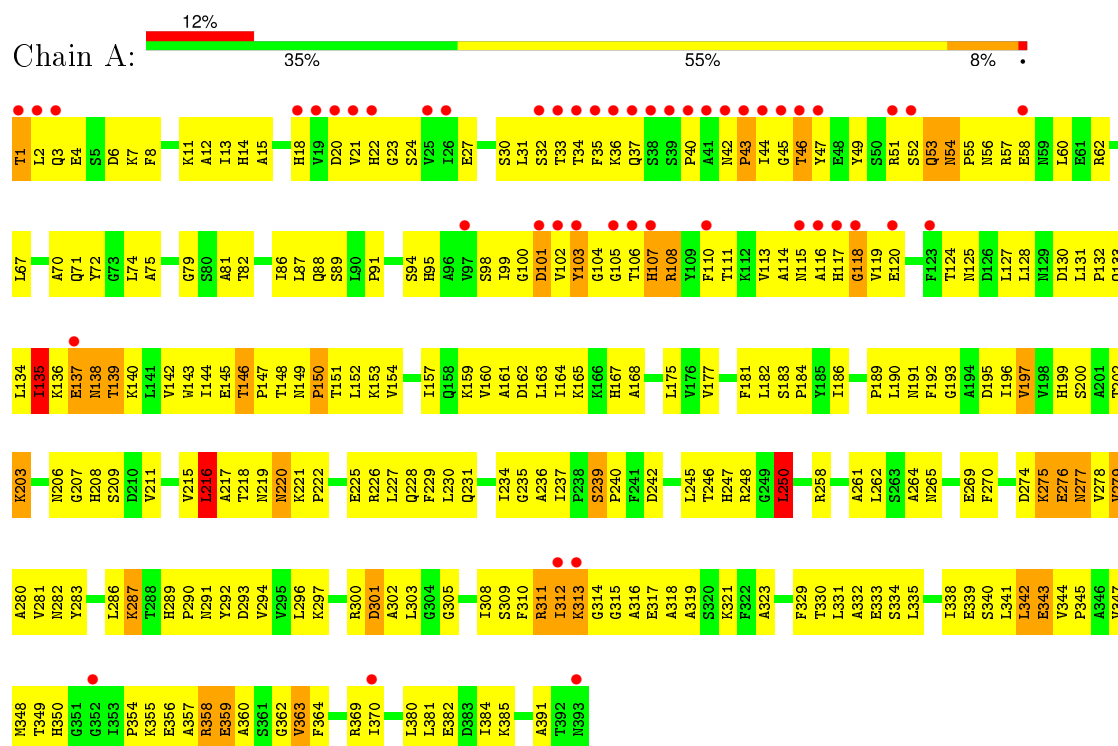 12%
Chain A:
35% 55% 8% •
T1 L2 Q3 E4 S5 D6 K7 F8 K11 A12 I13 H14 A15 H18 V19 D20 V21 H22 G23 S24 V25 I26 E27 S30 L31 S32 T33 T34 F35 K36 Q37 S38 S39 P40 A41 N42 P43 I44 G45 T46 Y47 E48 Y49 S50 R51 S52 Q53 N54 P55 N56 R57 E58 N59 L60 E61 R62
L67 A70 Q71 Y72 G73 L74 A75 G79 S80 A81 T82 I86 L87 Q88 S89 L90 P91 S94 H95 A96 V97 S98 I99 G100 D101 V102 Y103 G104 G105 T106 H107 R108 Y109 F110 T111 K112 V113 A114 N115 A116 H117 G118 V119 E120 F123 T124 N125 D126 L127 L128 N129 D130 L131 P132
L134 I135 K136 E137 N138 T139 K140 L141 V142 W143 I144 E145 T146 P147 T148 N149 P150 T151 L152 K153 V154 I157 Q158 K159 V160 A161 D162 L163 I164 K165 K166 H167 A168 L175 V176 V177 F181 L182 S183 P184 Y185 I186 P189 L190 N191 F192 G193 A194 D195 I196 V197 V198 H199 S200 A201
K203 N206 G207 H208 S209 D210 V211 V215 L216 A217 T218 N219 N220 K221 P222 E225 R226 L227 Q228 F229 L230 Q231 I234 G235 A236 I237 P238 S239 P240 F241 D242 L245 T246 H247 R248 G249 L250 R258 A261 L262 S263 A264 N265 E269 F270 D274 K275 E276 N277 V278
A280 V281 N282 Y283 L286 K287 T288 H289 P290 N291 Y292 D293 V294 V295 L296 K297 R300 D301 A302 L303 G304 G305 I308 S309 F310 R311 I312 K313 G314 G315 A316 E317 A318 A319 S320 K321 F322 A323 F329 T330 L331 A332 E333 S334 L335 I338 E339 S340 L341 L342 E343 V344 P345 A346
M348 T349 H350 G351 G352 I353 P354 K355 E356 A357 R358 E359 A360 S361 G362 V363 F364 R369 I370 L380 L381 E382 D383 I384 K385 A391 T392 N393